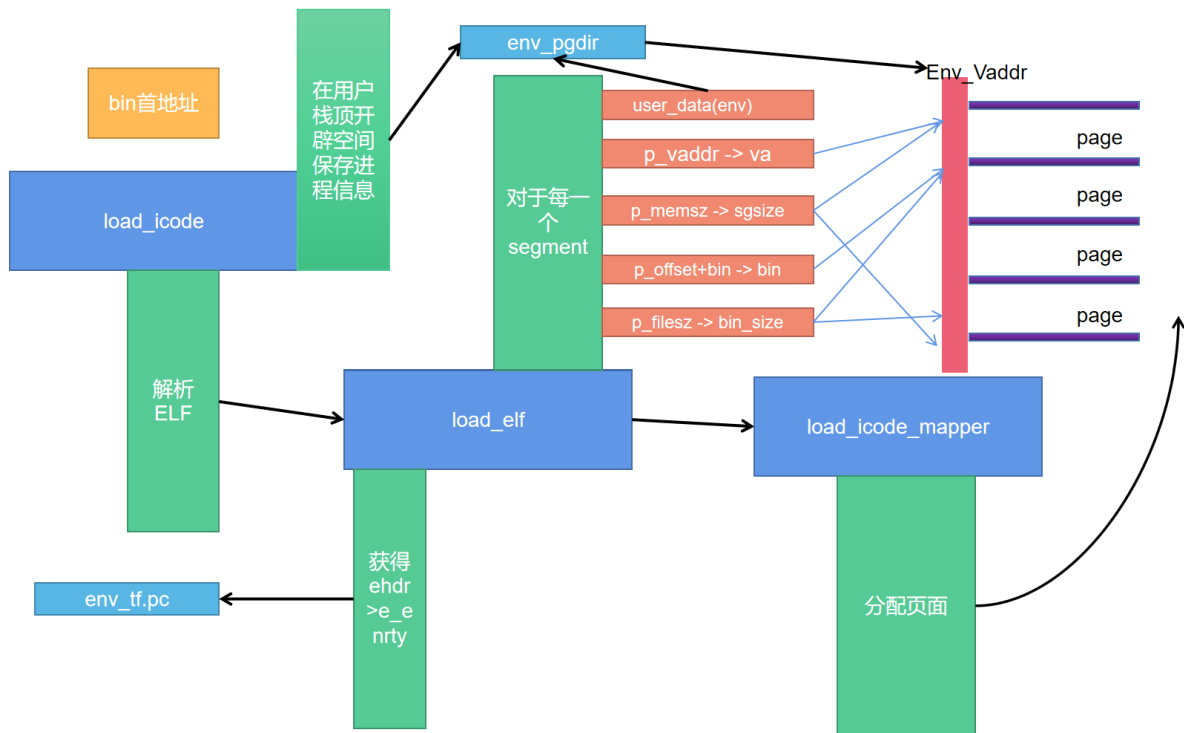 bin首地址
load_icode
在用户
栈顶开
辟空间
保存进
程信息
解析
ELF
env_tf.pc
env_pgdir
对于每一
个
segment
user_data(env)
p_vaddr -> va
p_memsz -> sgsize
p_offset+bin -> bin
p_filesz -> bin_size
load_elf
获得
ehdr
>e_e
nrty
Env_Vaddr
page
page
page
page
load_icode_mapper
分配页面